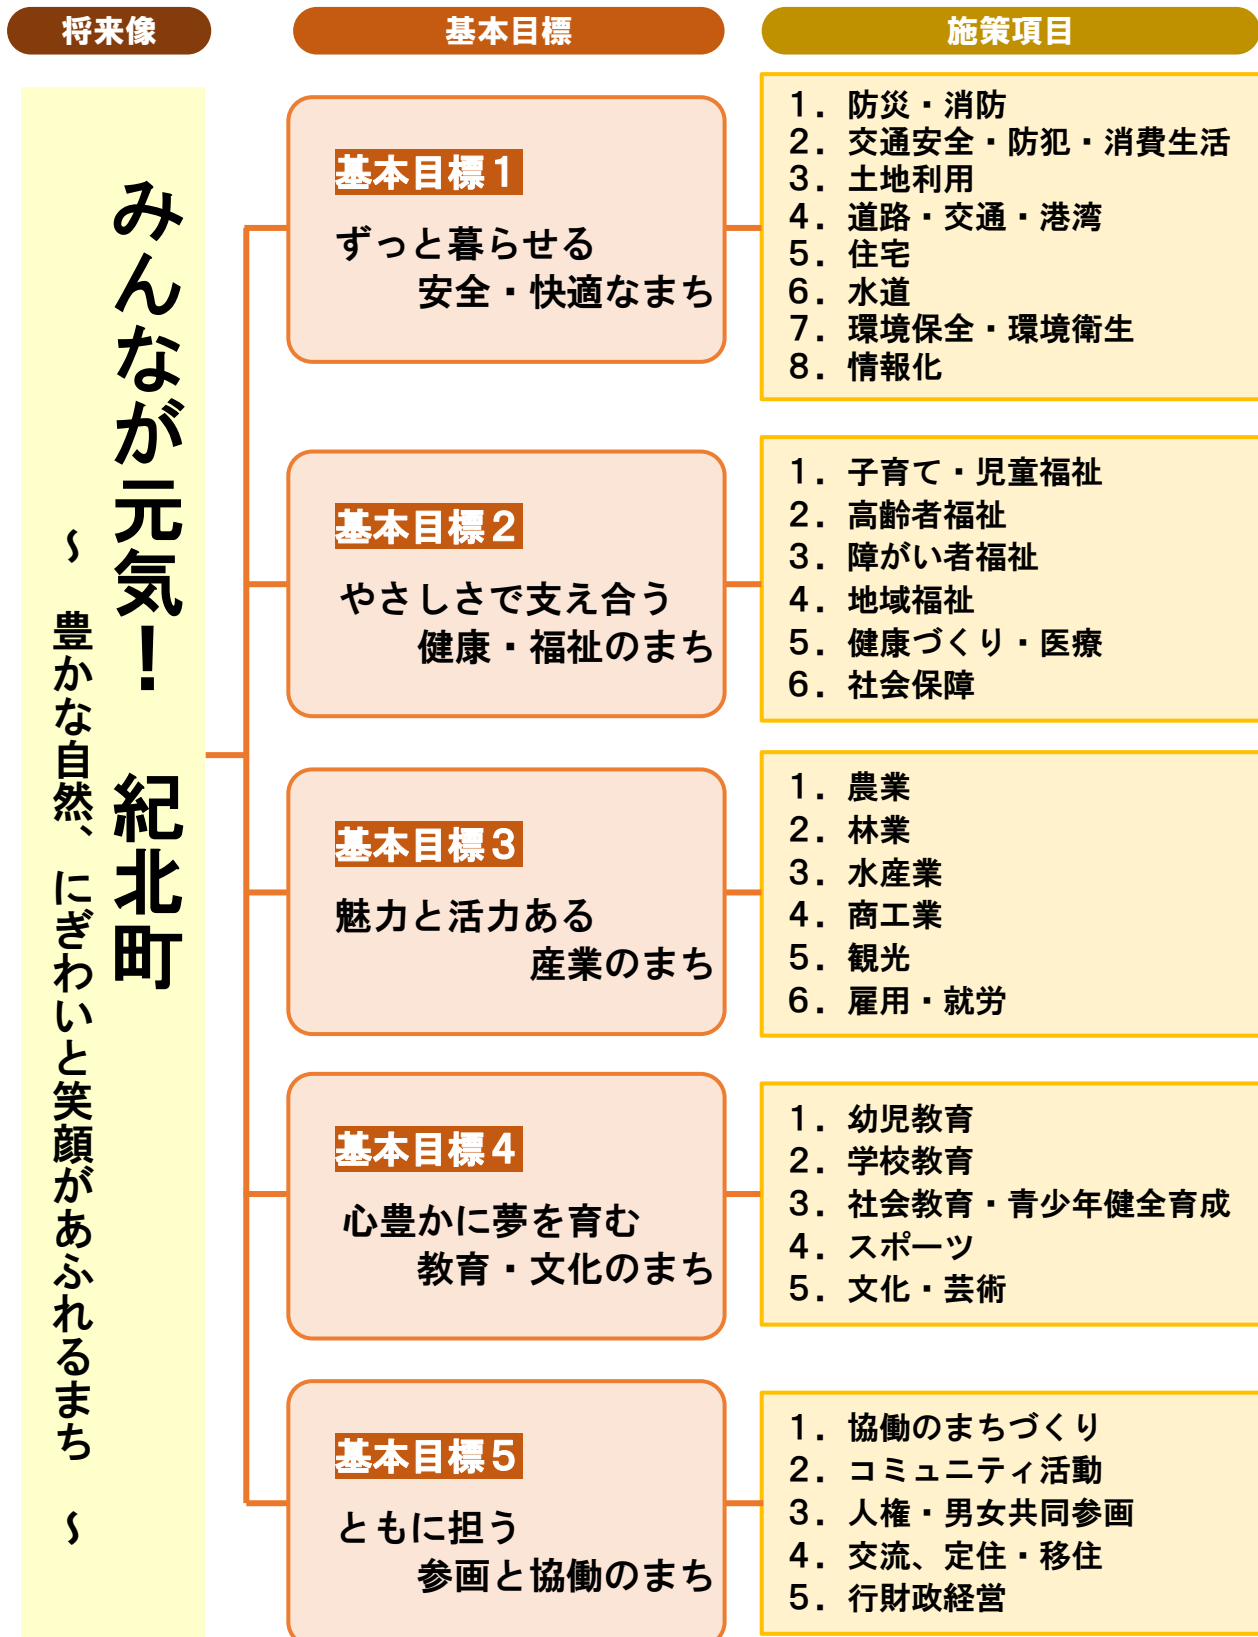 将来像
基本目標
施策項目
みんなが元気！　紀北町
～　豊かな自然、にぎわいと笑顔があふれるまち　～
基本目標１
ずっと暮らせる
安全・快適なまち
１．防災・消防
２．交通安全・防犯・消費生活
３．土地利用
４．道路・交通・港湾
５．住宅
６．水道
７．環境保全・環境衛生
８．情報化
基本目標２
やさしさで支え合う
健康・福祉のまち
１．子育て・児童福祉
２．高齢者福祉
３．障がい者福祉
４．地域福祉
５．健康づくり・医療
６．社会保障
基本目標３
魅力と活力ある
産業のまち
１．農業
２．林業
３．水産業
４．商工業
５．観光
６．雇用・就労
基本目標４
心豊かに夢を育む
教育・文化のまち
１．幼児教育
２．学校教育
３．社会教育・青少年健全育成
４．スポーツ
５．文化・芸術
基本目標５
ともに担う
参画と協働のまち
１．協働のまちづくり
２．コミュニティ活動
３．人権・男女共同参画
４．交流、定住・移住
５．行財政経営